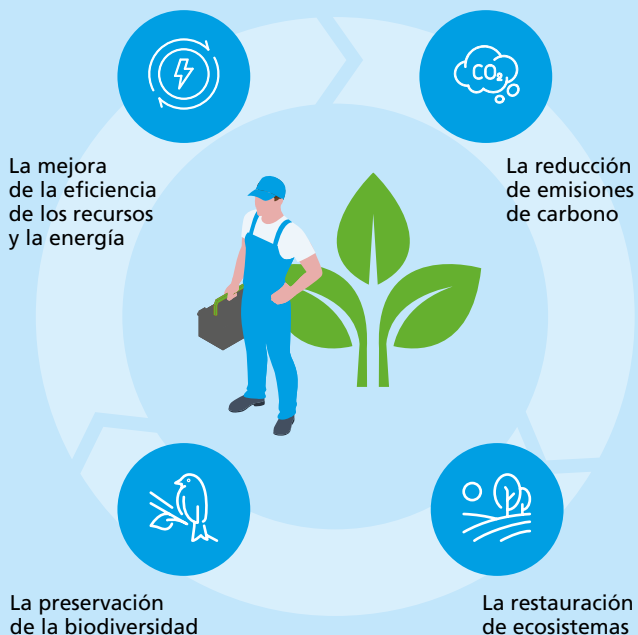 CO₂
La mejora
de la eficiencia
de los recursos
y la energía
La reducción
de emisiones
de carbono
La preservación
de la biodiversidad
La restauración
de ecosistemas